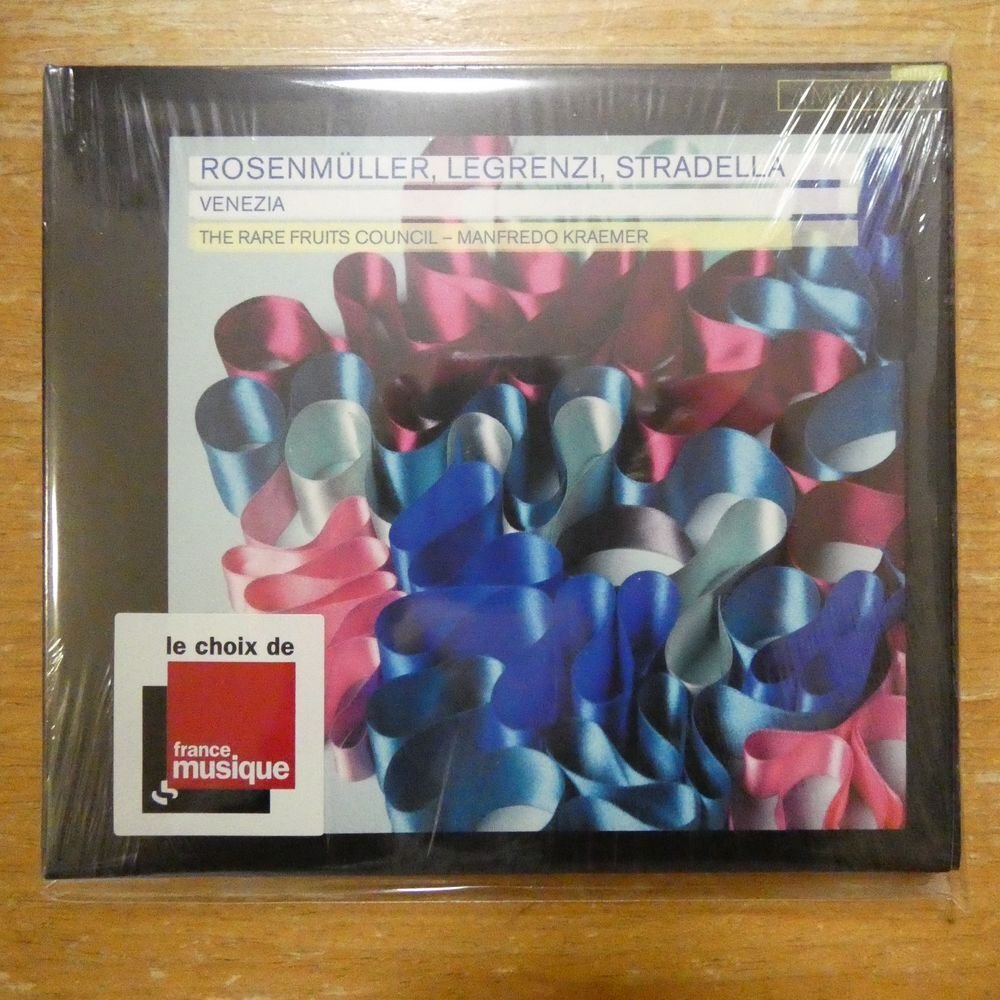 ROSENMÜLLER, LEGRENZI, STRADELLA
VENEZIA
THE RARE FRUITS COUNCIL – MANFREDO KRAEMER
le choix de
france
musique